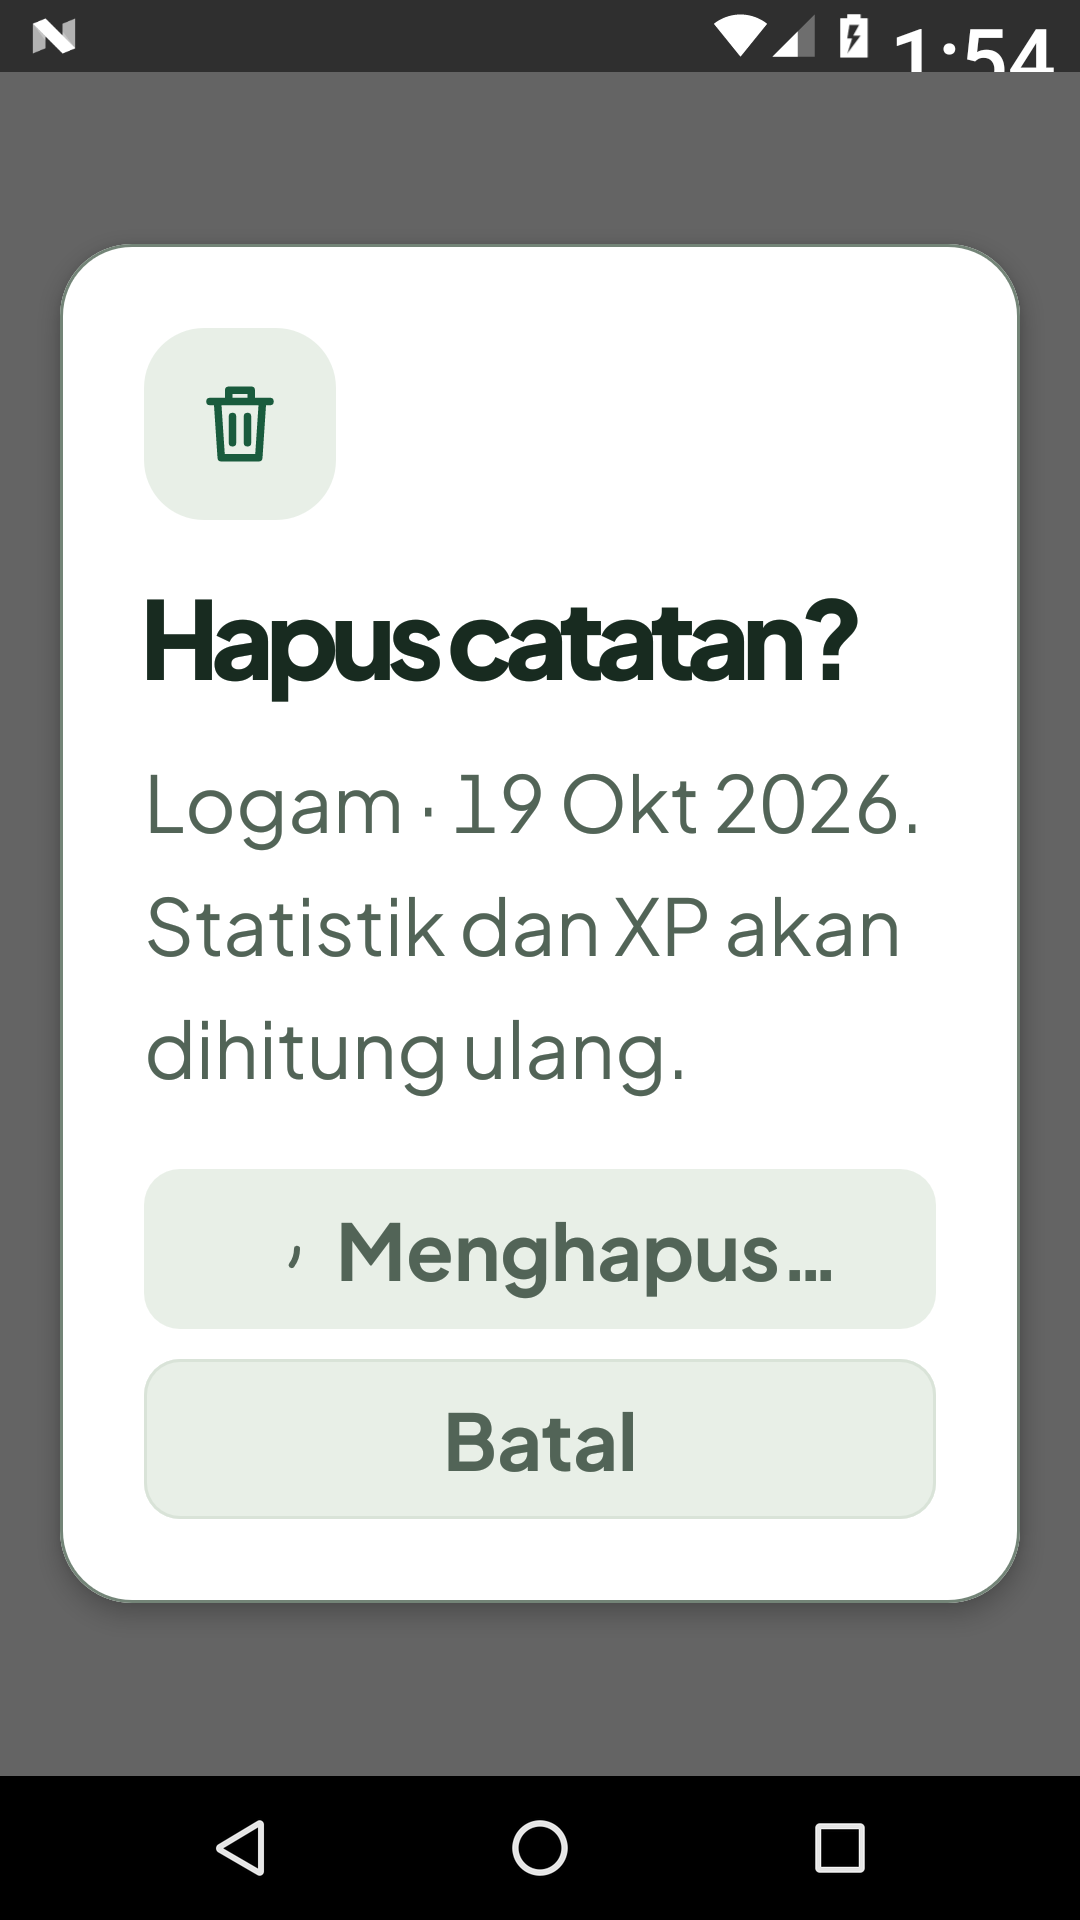 1:54
Hapus catatan?
Logam · 19 Okt 2026.
Statistik dan XP akan
dihitung ulang.
Menghapus…
Batal